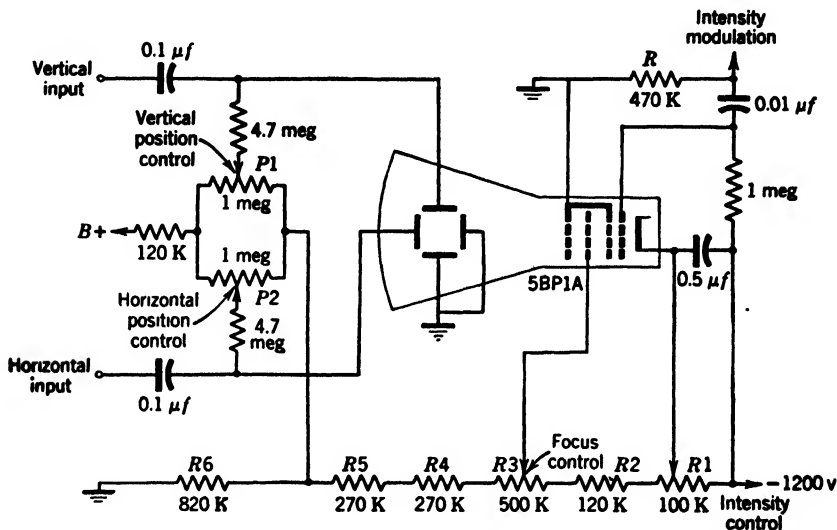 Intensity
modulation
0.1 µf
Vertical
input
R
470 K
0.01 µf
Vertical
position
control
4.7 meg
P1
1 meg
1 meg
B+
120 K
1 meg
5BP1A
0.5 µf
P2
Horizontal
position
control
4.7
meg
Horizontal
input
0.1 µf
R6
R5
R4
R3
Focus
control
R2
R1
-1200 v
820 K
270 K
270 K
500 K
120 K
100 K
Intensity
control